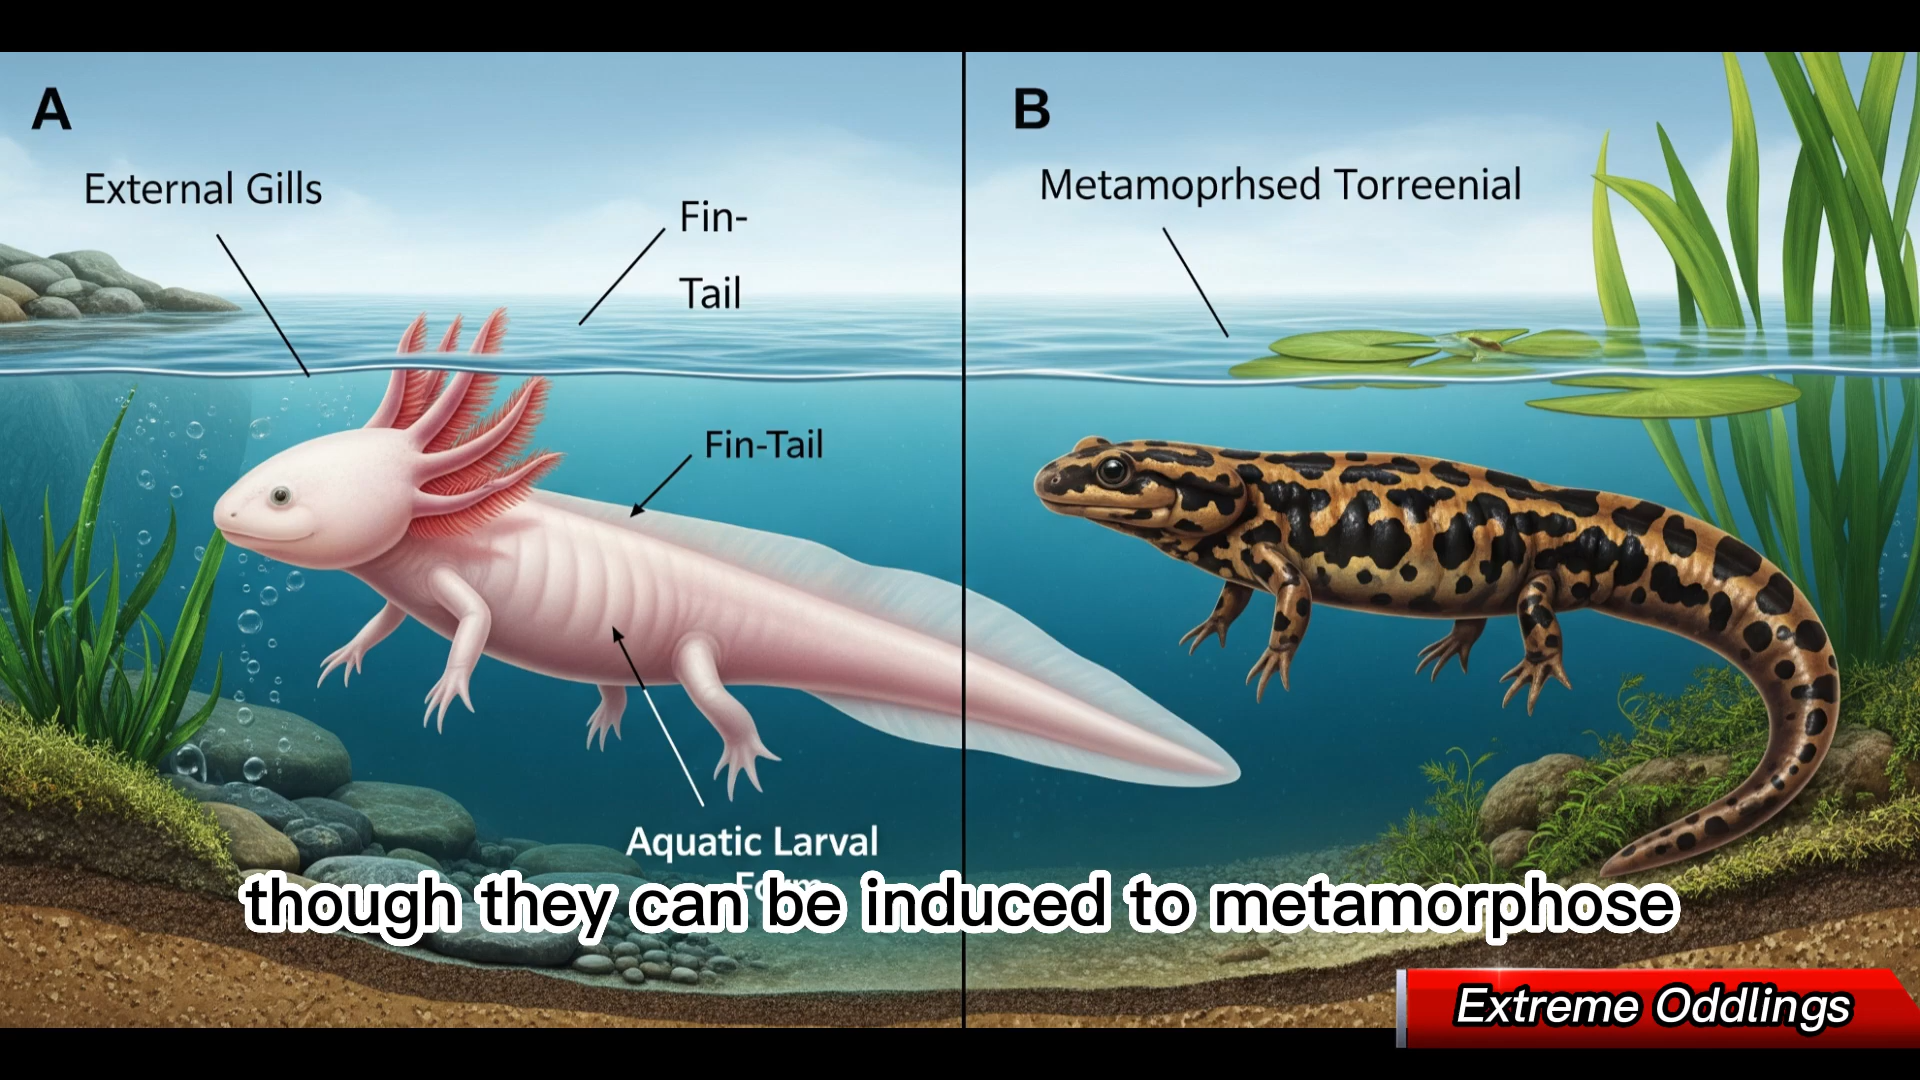 A
External Gills
Fin-
Tail
Fin-Tail
Aquatic Larval
Form
B
Metamoprhsed Torreenial
though they can be induced to metamorphose
Extreme Oddlings